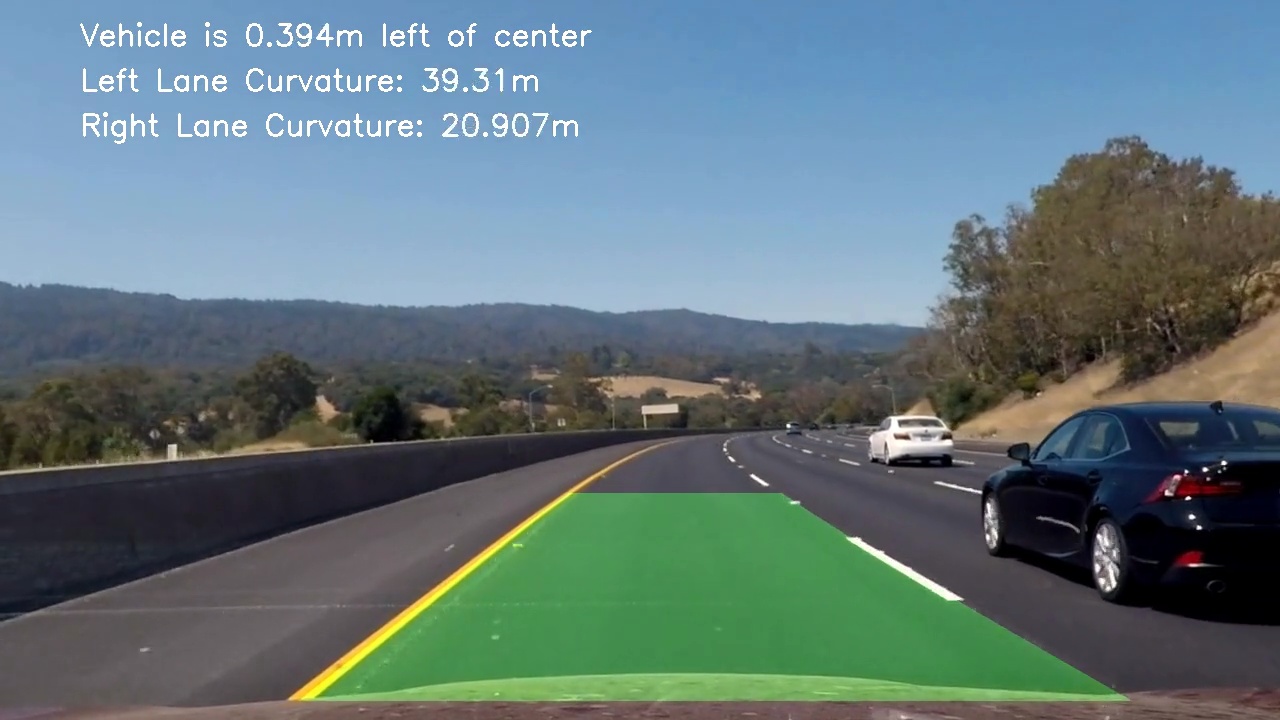 Vehicle is 0.394m left of center
Left Lane Curvature: 39.31m
Right Lane Curvature: 20.907m